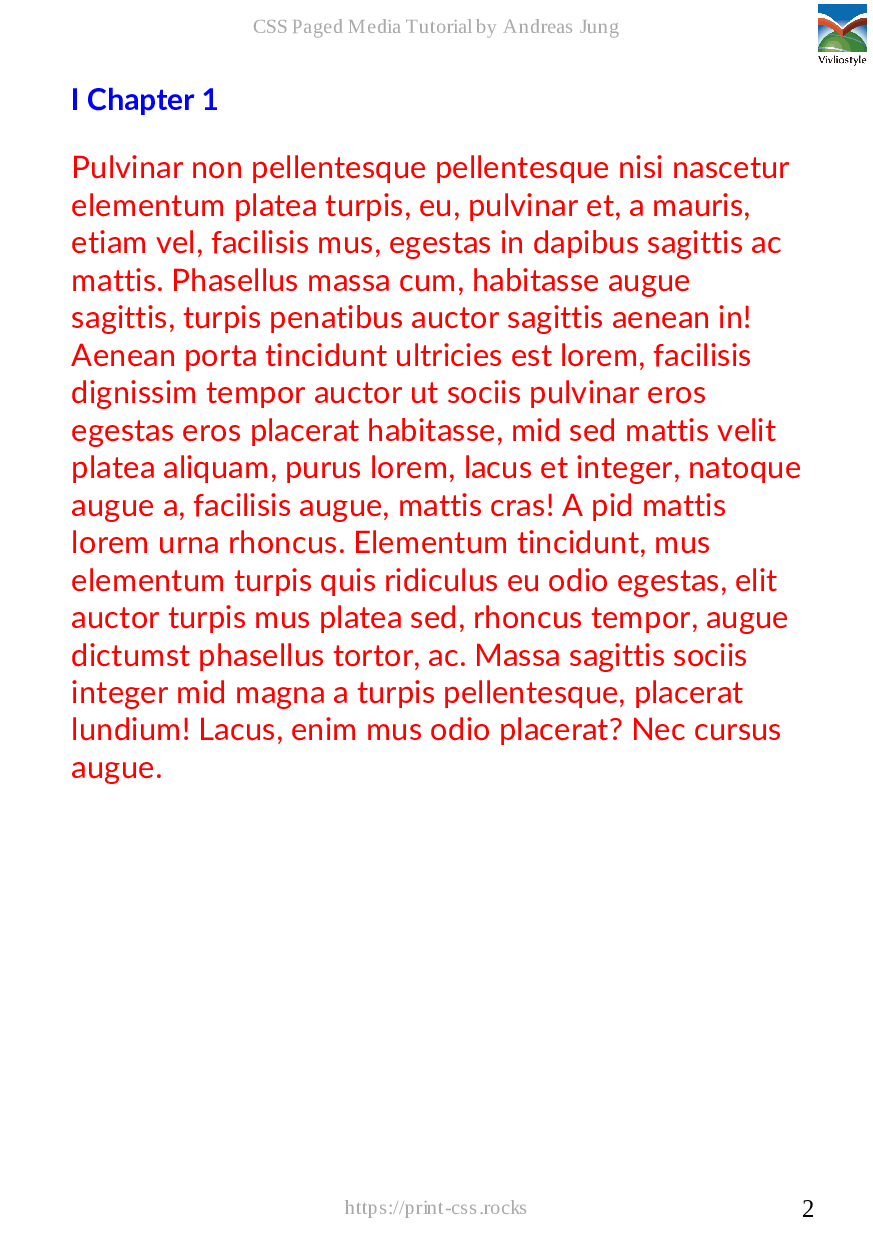 CSS Paged Media Tutorial by Andreas Jung
Vivliostyle
I Chapter 1
Pulvinar non pellentesque pellentesque nisi nascetur
elementum platea turpis, eu, pulvinar et, a mauris,
etiam vel, facilisis mus, egestas in dapibus sagittis ac
mattis. Phasellus massa cum, habitasse augue
sagittis, turpis penatibus auctor sagittis aenean in!
Aenean porta tincidunt ultricies est lorem, facilisis
dignissim tempor auctor ut sociis pulvinar eros
egestas eros placerat habitasse, mid sed mattis velit
platea aliquam, purus lorem, lacus et integer, natoque
augue a, facilisis augue, mattis cras! A pid mattis
lorem urna rhoncus. Elementum tincidunt, mus
elementum turpis quis ridiculus eu odio egestas, elit
auctor turpis mus platea sed, rhoncus tempor, augue
dictumst phasellus tortor, ac. Massa sagittis sociis
integer mid magna a turpis pellentesque, placerat
lundium! Lacus, enim mus odio placerat? Nec cursus
augue.
https://print-css.rocks
2